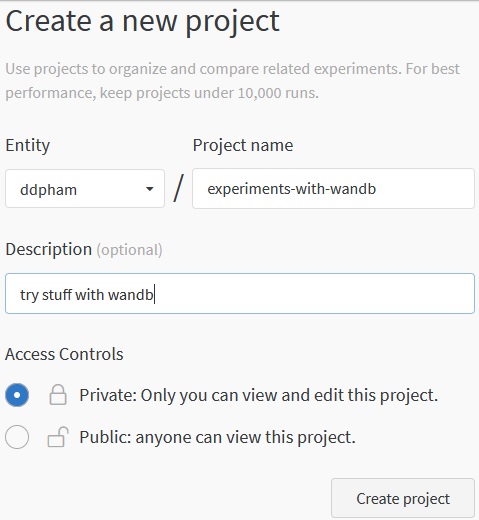 Create a new project
Use projects to organize and compare related experiments. For best
performance, keep projects under 10,000 runs.
Entity
Project name
ddpham
/
experiments-with-wandb
Description (optional)
try stuff with wandb
Access Controls
Private: Only you can view and edit this project.
Public: anyone can view this project.
Create project